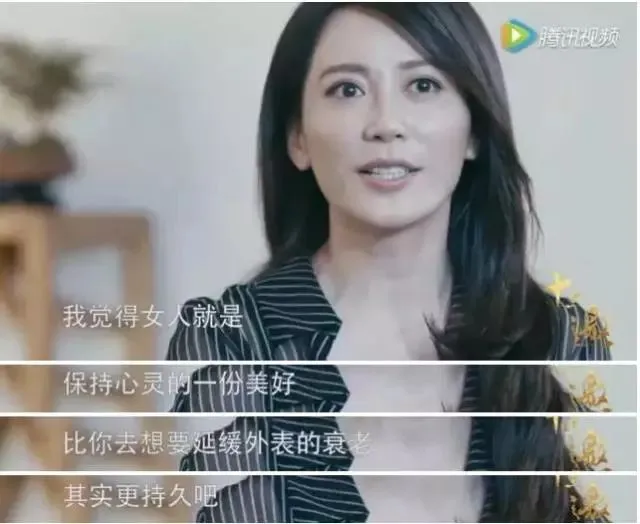 腾讯视频
我觉得女人就是
保持心灵的一份美好
比你去想要延缓外表的衰老
其实更持久吧